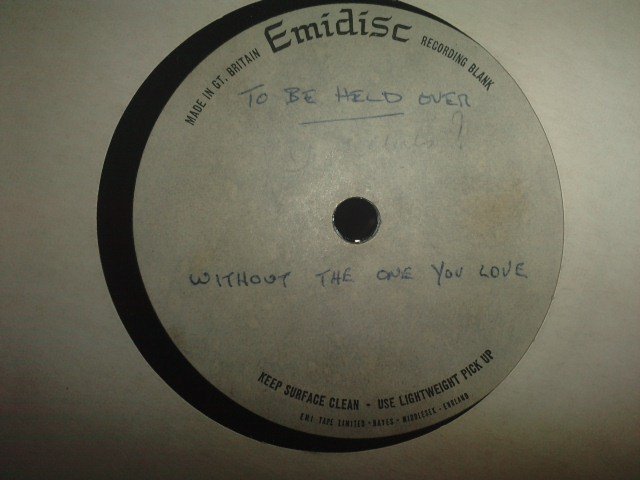 Emidisc
MADE IN GT. BRITAIN
RECORDING BLANK
TO BE HELD OVER
?
WITHOUT THE ONE YOU LOVE
KEEP SURFACE CLEAN - USE LIGHTWEIGHT PICK UP
EMI TAPE LIMITED · HAYES · MIDDLESEX · ENGLAND